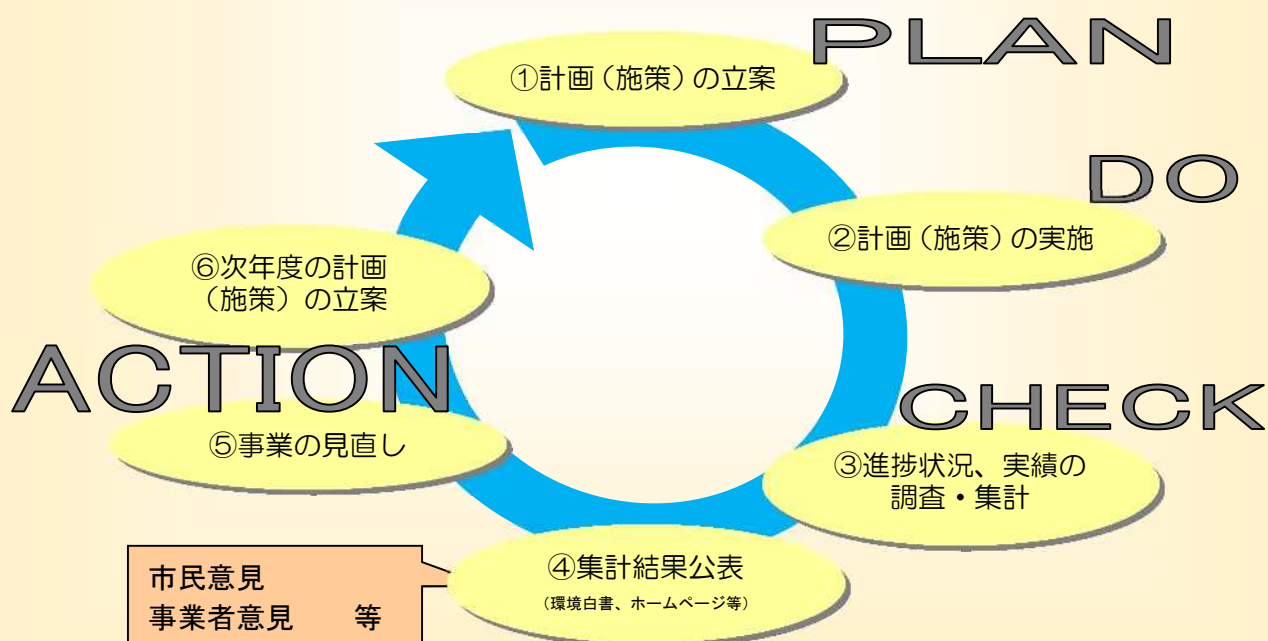 PLAN
①計画(施策)の立案
DO
②計画(施策)の実施
CHECK
③進捗状況、実績の
調査・集計
④集計結果公表
(環境白書、ホームページ等)
市民意見
事業者意見　　等
ACTION
⑤事業の見直し
⑥次年度の計画
(施策)の立案